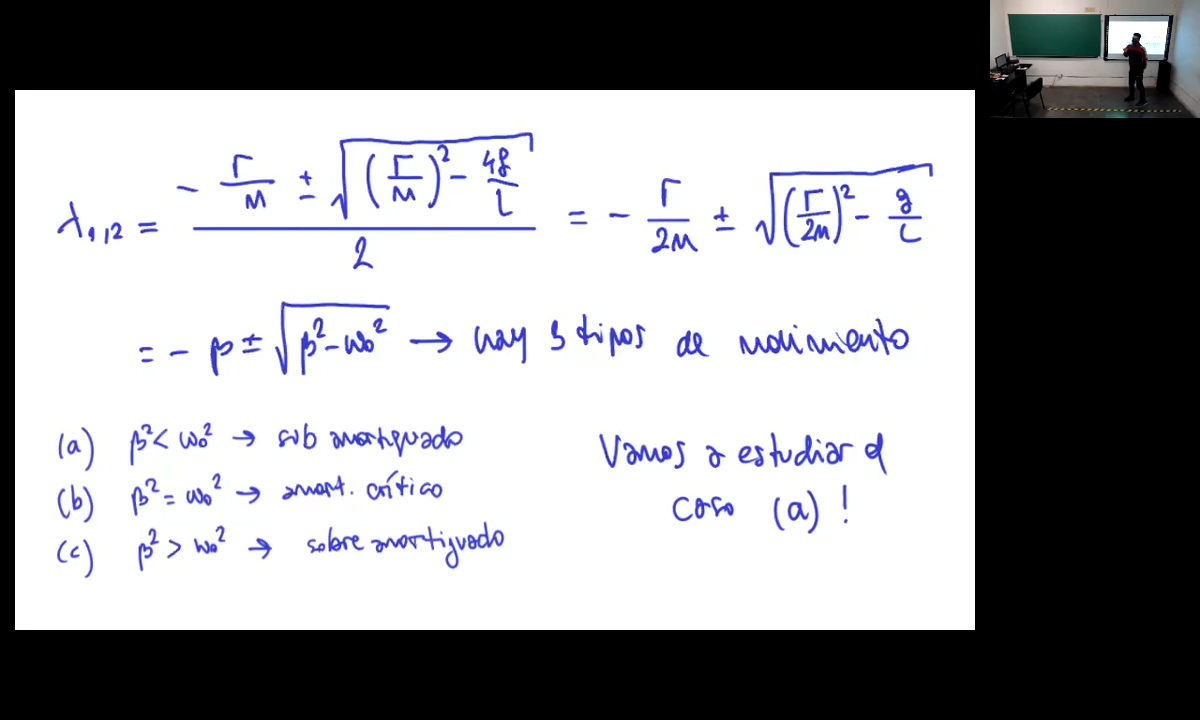 λ₁,₂ = (- Γ/M ± √((Γ/M)² - 4g/L)) / 2 = - Γ/2M ± √((Γ/2M)² - g/L)
= - β ± √(β² - ω₀²) → hay 3 tipos de movimiento
(a) β² < ω₀² → sub amortiguado
(b) β² = ω₀² → amort. crítico
(c) β² > ω₀² → sobre amortiguado
Vamos a estudiar el
caso (a) !